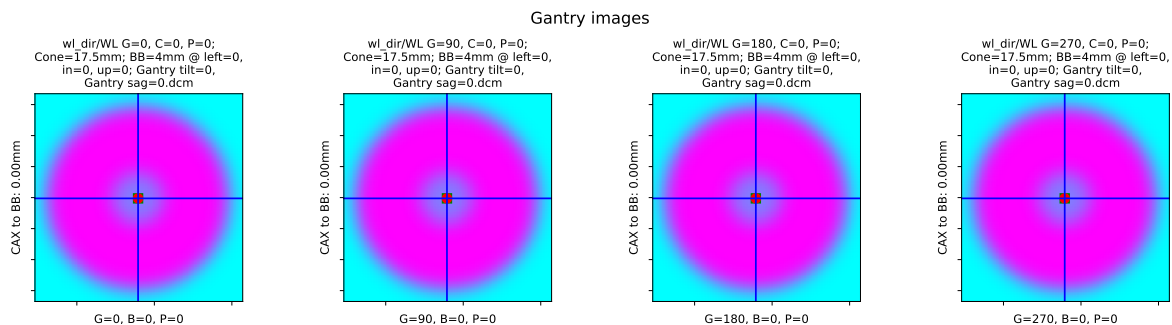 Gantry images
wl_dir/WL G=0, C=0, P=0;
Cone=17.5mm; BB=4mm @ left=0,
in=0, up=0; Gantry tilt=0,
Gantry sag=0.dcm
CAX to BB: 0.00mm
G=0, B=0, P=0
wl_dir/WL G=90, C=0, P=0;
Cone=17.5mm; BB=4mm @ left=0,
in=0, up=0; Gantry tilt=0,
Gantry sag=0.dcm
CAX to BB: 0.00mm
G=90, B=0, P=0
wl_dir/WL G=180, C=0, P=0;
Cone=17.5mm; BB=4mm @ left=0,
in=0, up=0; Gantry tilt=0,
Gantry sag=0.dcm
CAX to BB: 0.00mm
G=180, B=0, P=0
wl_dir/WL G=270, C=0, P=0;
Cone=17.5mm; BB=4mm @ left=0,
in=0, up=0; Gantry tilt=0,
Gantry sag=0.dcm
CAX to BB: 0.00mm
G=270, B=0, P=0